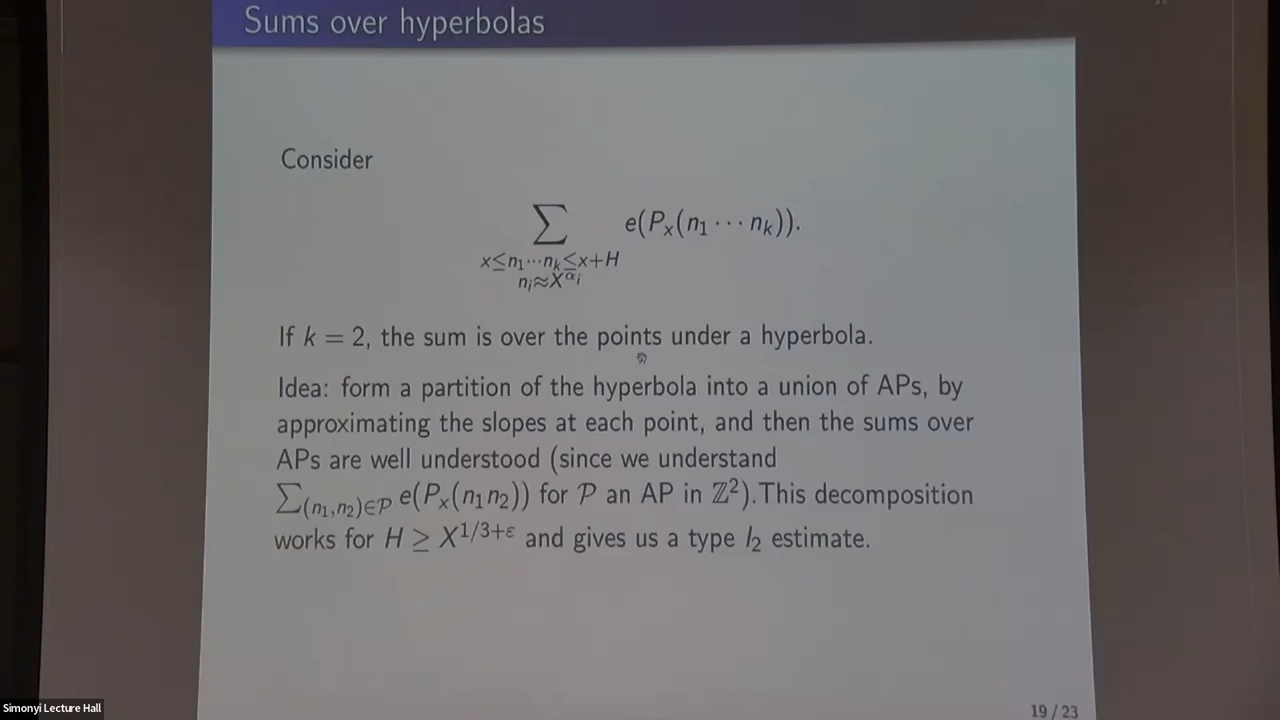 Sums over hyperbolas
Consider
∑ e(P_x(n_1 ⋯ n_k)).
x≤n_1⋯n_k≤x+H
n_i≈X^{α_i}
If k = 2, the sum is over the points under a hyperbola.
Idea: form a partition of the hyperbola into a union of APs, by
approximating the slopes at each point, and then the sums over
APs are well understood (since we understand
∑_{(n_1,n_2)∈𝒫} e(P_x(n_1n_2)) for 𝒫 an AP in ℤ^2).This decomposition
works for H ≥ X^{1/3+ε} and gives us a type I_2 estimate.
19 / 23
Simonyi Lecture Hall